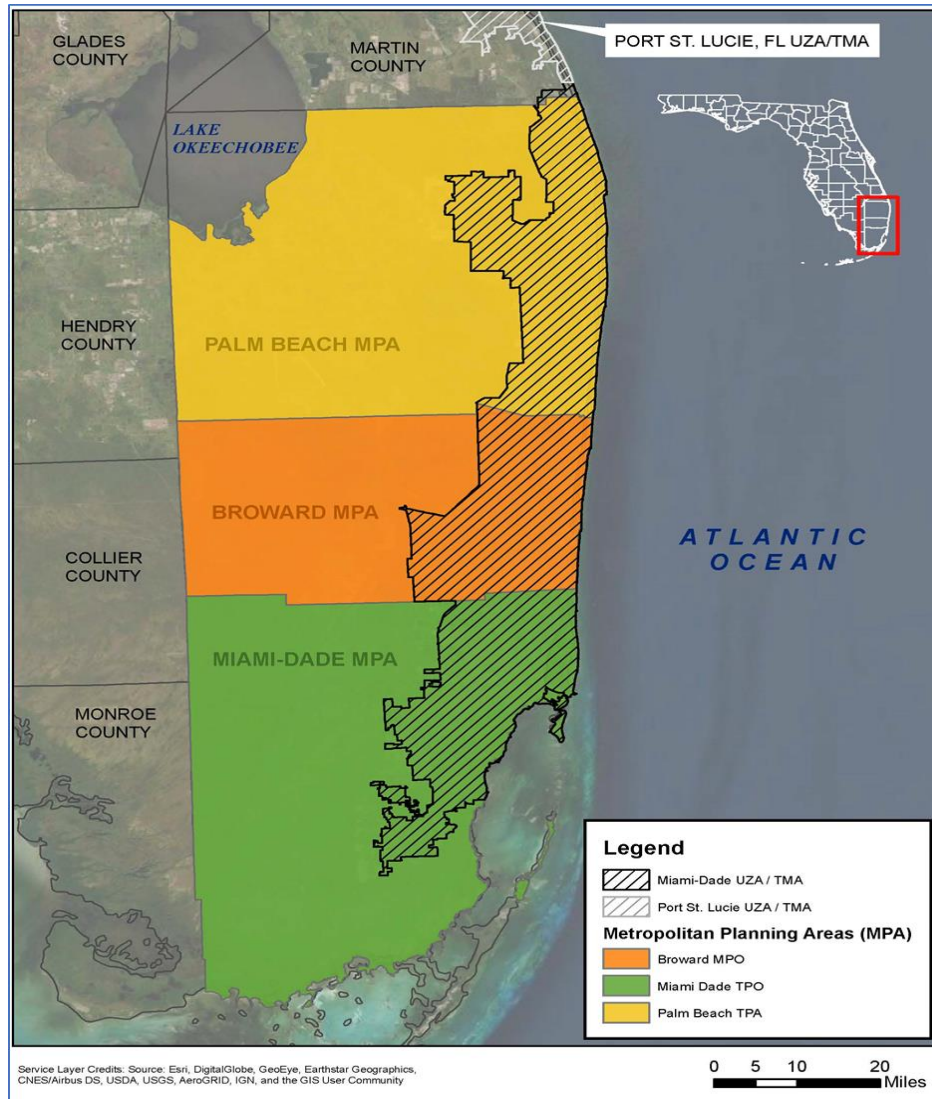 GLADES
COUNTY
MARTIN
COUNTY
PORT ST. LUCIE, FL UZA/TMA
LAKE
OKEECHOBEE
HENDRY
COUNTY
PALM BEACH MPA
BROWARD MPA
COLLIER
COUNTY
ATLANTIC
OCEAN
MIAMI-DADE MPA
MONROE
COUNTY
Legend
Miami-Dade UZA / TMA
Port St. Lucie UZA / TMA
Metropolitan Planning Areas (MPA)
Broward MPO
Miami Dade TPO
Palm Beach TPA
Service Layer Credits: Source: Esri, DigitalGlobe, GeoEye, Earthstar Geographics,
CNES/Airbus DS, USDA, USGS, AeroGRID, IGN, and the GIS User Community
0 5 10 20
Miles